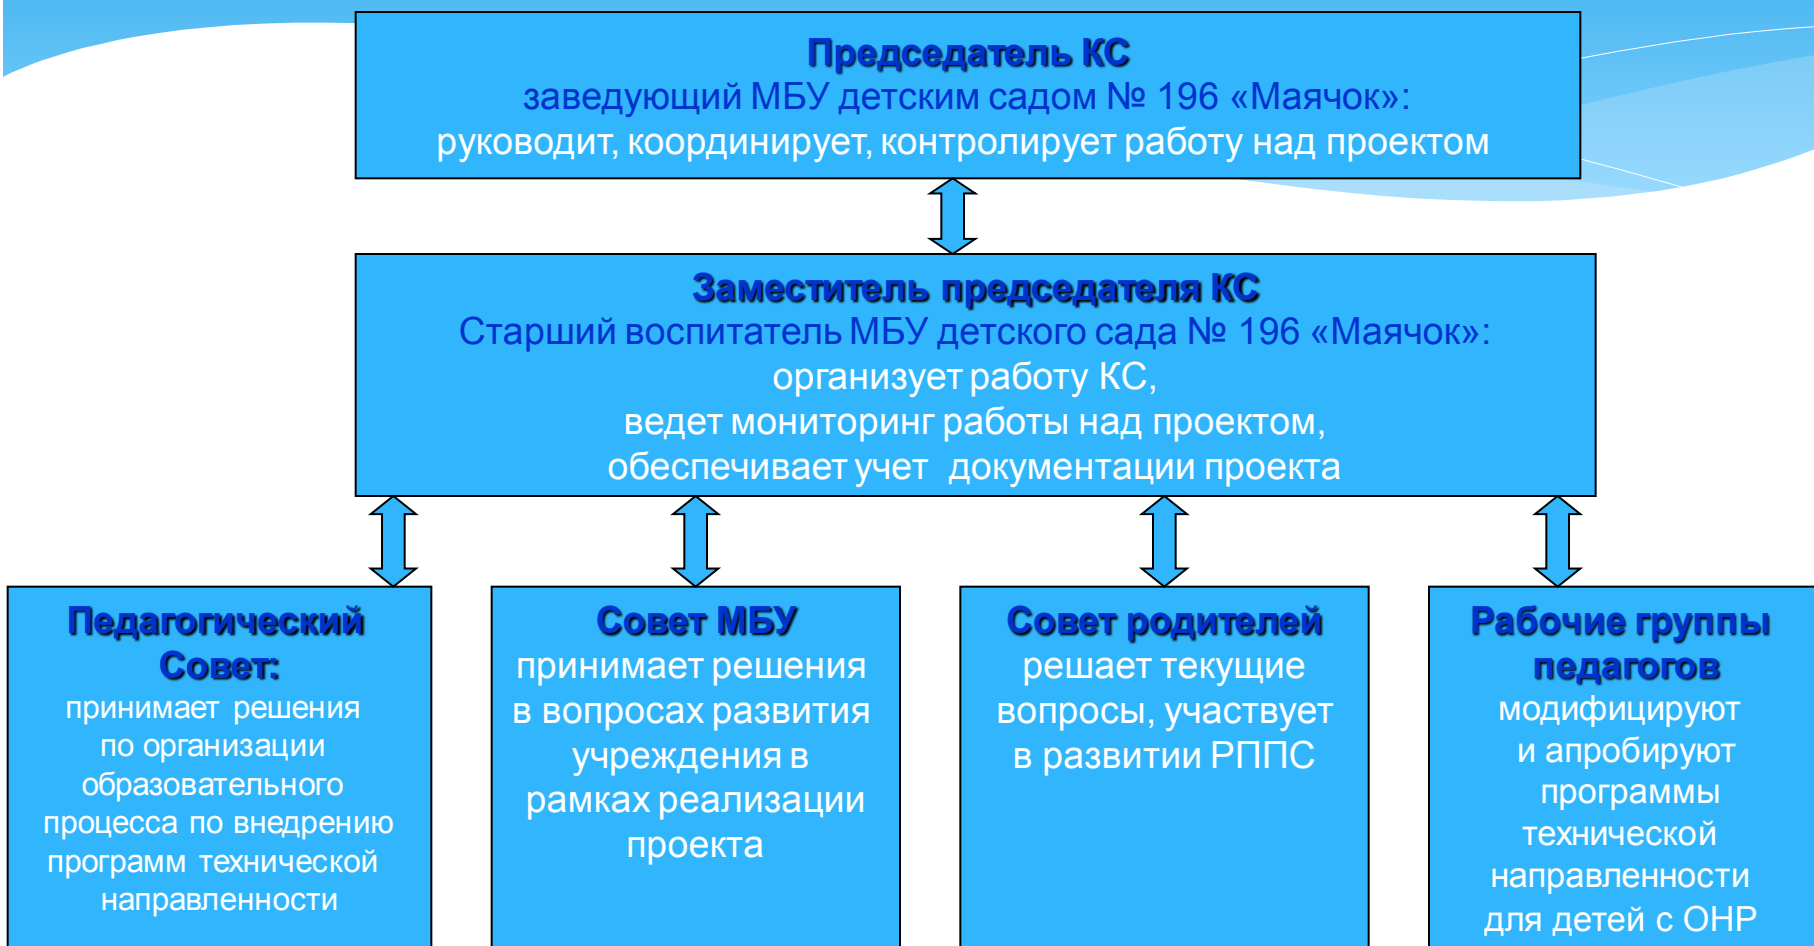 Председатель КС
заведующий МБУ детским садом № 196 «Маячок»:
руководит, координирует, контролирует работу над проектом
Заместитель председателя КС
Старший воспитатель МБУ детского сада № 196 «Маячок»:
организует работу КС,
ведет мониторинг работы над проектом,
обеспечивает учет документации проекта
Педагогический
Совет:
принимает решения
по организации
образовательного
процесса по внедрению
программ технической
направленности
Совет МБУ
принимает решения
в вопросах развития
учреждения в
рамках реализации
проекта
Совет родителей
решает текущие
вопросы, участвует
в развитии РППС
Рабочие группы
педагогов
модифицируют
и апробируют
программы
технической
направленности
для детей с ОНР